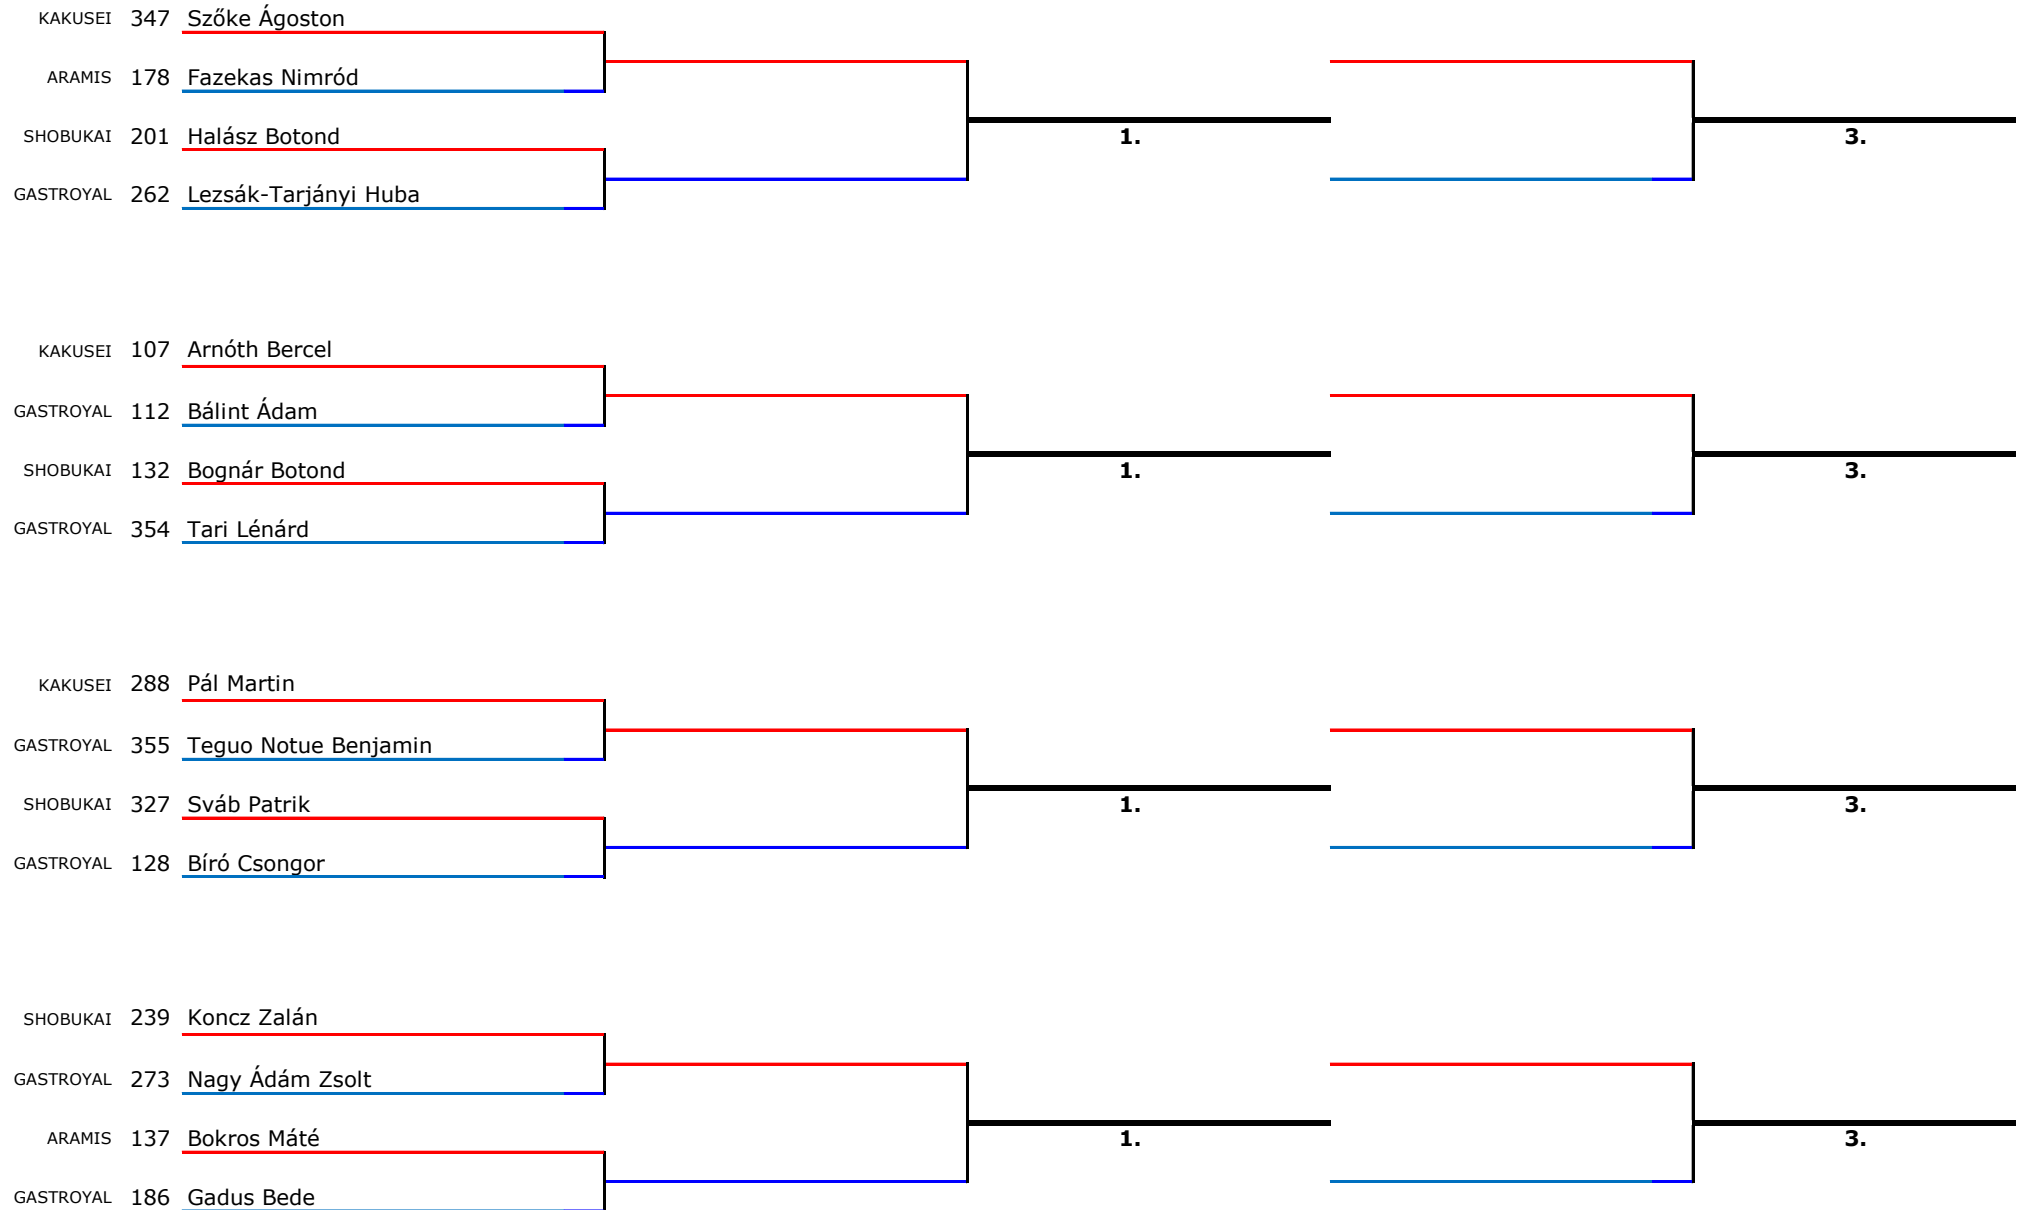 KAKUSEI 347 Szőke Ágoston
ARAMIS 178 Fazekas Nimród
SHOBUKAI 201 Halász Botond 1. 3.
GASTROYAL 262 Lezsák-Tarjányi Huba
KAKUSEI 107 Arnóth Bercel
GASTROYAL 112 Bálint Ádam
SHOBUKAI 132 Bognár Botond 1. 3.
GASTROYAL 354 Tari Lénárd
KAKUSEI 288 Pál Martin
GASTROYAL 355 Teguo Notue Benjamin
SHOBUKAI 327 Sváb Patrik 1. 3.
GASTROYAL 128 Bíró Csongor
SHOBUKAI 239 Koncz Zalán
GASTROYAL 273 Nagy Ádám Zsolt
ARAMIS 137 Bokros Máté 1. 3.
GASTROYAL 186 Gadus Bede